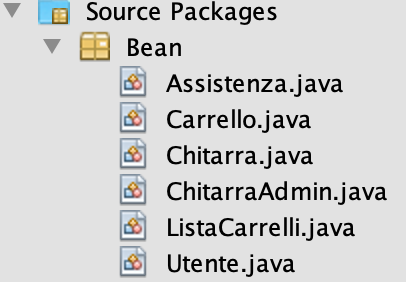 Source Packages
Bean
Assistenza.java
Carrello.java
Chitarra.java
ChitarraAdmin.java
ListaCarrelli.java
Utente.java